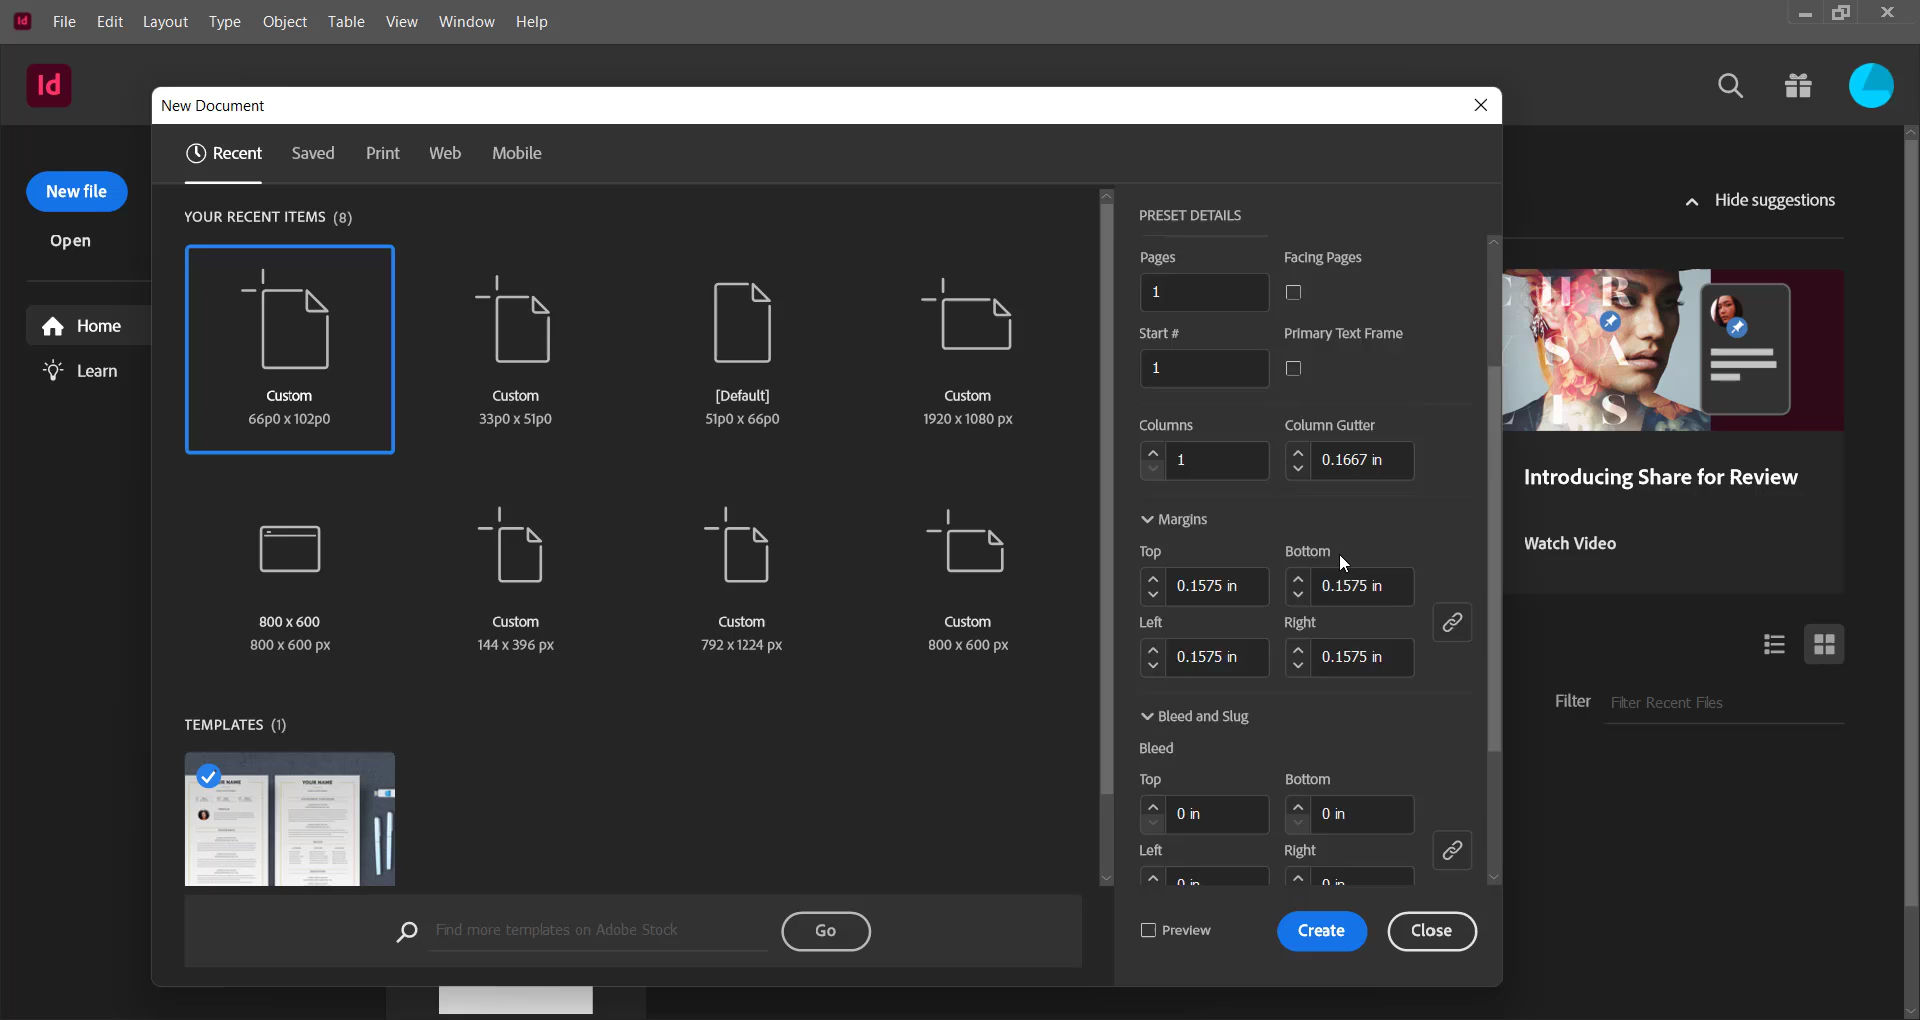 Id File Edit Layout Type Object Table View Window Help
Id
New Document
Recent Saved Print Web Mobile
New file
Open
Home
Learn
YOUR RECENT ITEMS (8)
Custom
66p0 x 102p0
Custom
33p0 x 51p0
[Default]
51p0 x 66p0
Custom
1920 x 1080 px
800 x 600
800 x 600 px
Custom
144 x 396 px
Custom
792 x 1224 px
Custom
800 x 600 px
TEMPLATES (1)
YOUR NAME
Find more templates on Adobe Stock
Go
PRESET DETAILS
Pages Facing Pages
1
Start # Primary Text Frame
1
Columns Column Gutter
1 0.1667 in
Margins
Top Bottom
0.1575 in 0.1575 in
Left Right
0.1575 in 0.1575 in
Bleed and Slug
Bleed
Top Bottom
0 in 0 in
Left Right
0 in 0 in
Preview Create Close
Hide suggestions
Introducing Share for Review
Watch Video
Filter Filter Recent Files